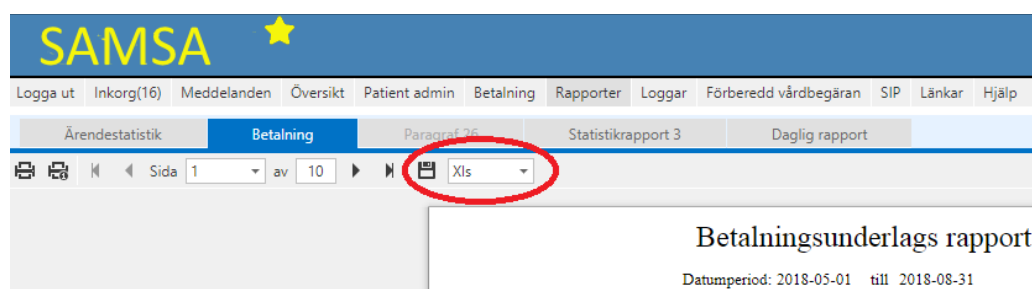 SAMSA
Logga ut Inkorg(16) Meddelanden Översikt Patient admin Betalning Rapporter Loggar Förberedd vårdbegäran SIP Länkar Hjälp
Ärendestatistik Betalning Paragraf 26 Statistikrapport 3 Daglig rapport
Sida 1 av 10 Xls
Betalningsunderlags rapport
Datumperiod: 2018-05-01 till 2018-08-31